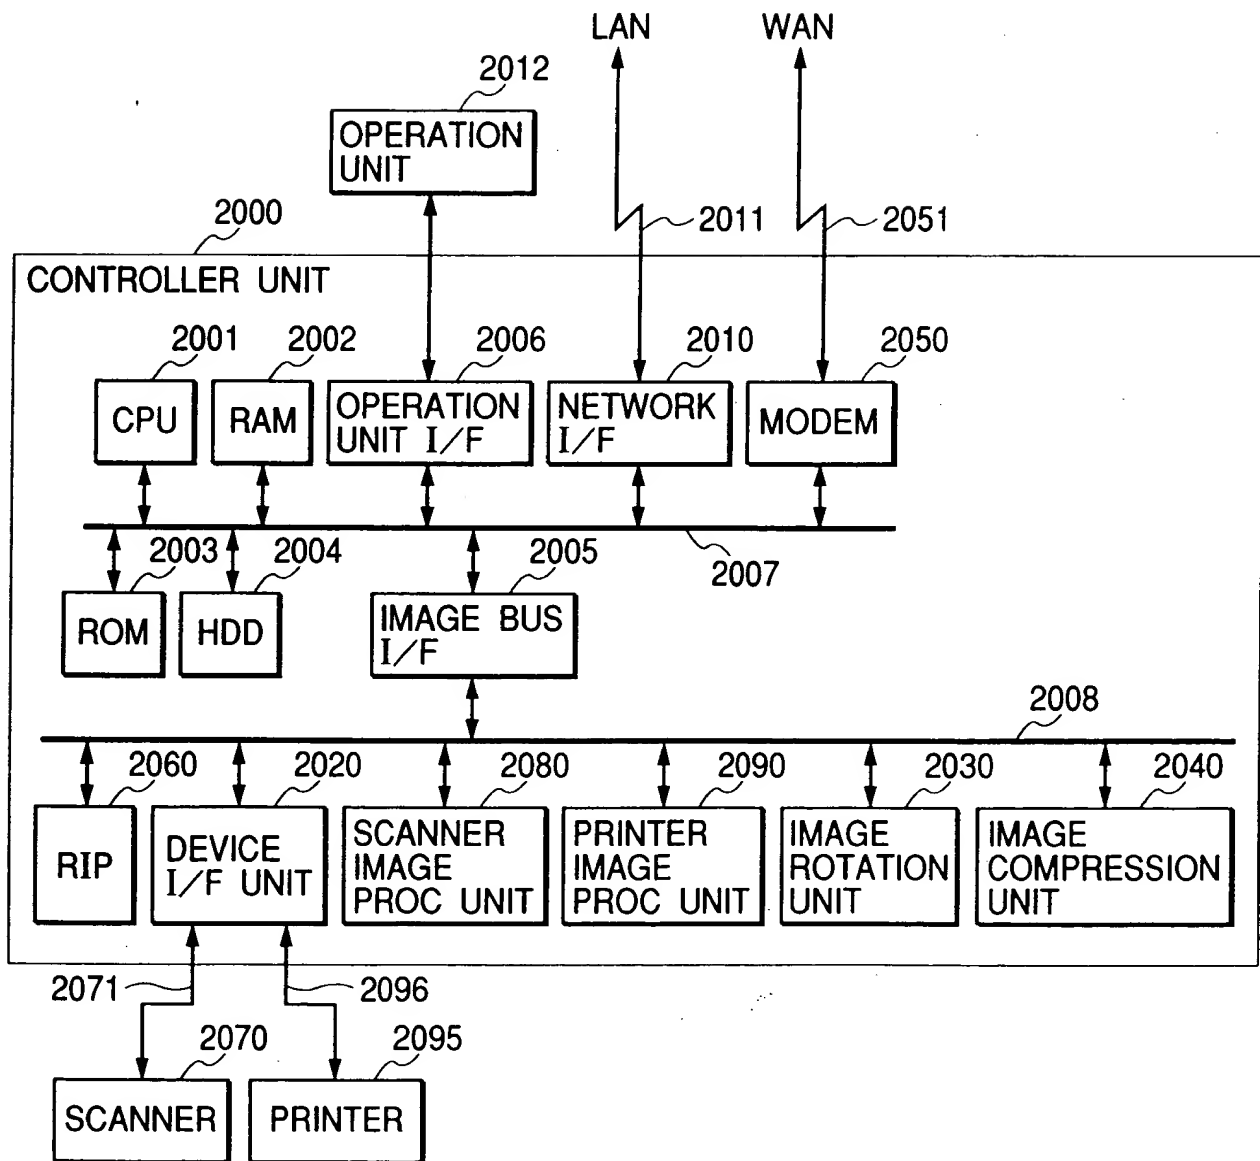 LAN WAN
2012
OPERATION
UNIT
2000
2011
2051
CONTROLLER UNIT
2001
2002
2006
2010
2050
CPU
RAM
OPERATION
UNIT I/F
NETWORK
I/F
MODEM
2003
2004
2005
2007
ROM
HDD
IMAGE BUS
I/F
2008
2060
2020
2080
2090
2030
2040
RIP
DEVICE
I/F UNIT
SCANNER
IMAGE
PROC UNIT
PRINTER
IMAGE
PROC UNIT
IMAGE
ROTATION
UNIT
IMAGE
COMPRESSION
UNIT
2071
2096
2070
2095
SCANNER
PRINTER